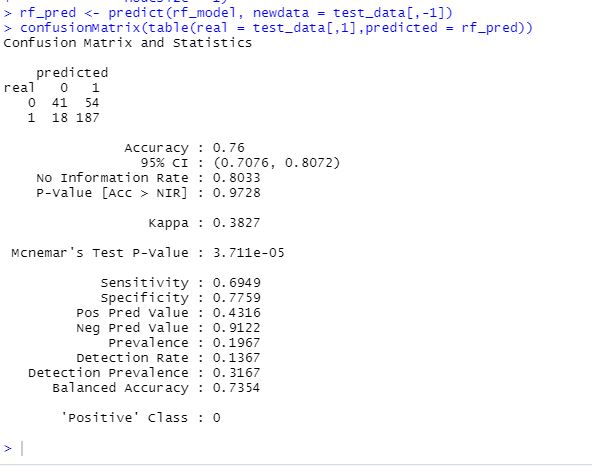 > rf_pred <- predict(rf_model, newdata = test_data[,-1])
> confusionMatrix(table(real = test_data[,1],predicted = rf_pred))
Confusion Matrix and Statistics
predicted
real 0 1
0 41 54
1 18 187
Accuracy : 0.76
95% CI : (0.7076, 0.8072)
No Information Rate : 0.8033
P-Value [Acc > NIR] : 0.9728
Kappa : 0.3827
Mcnemar's Test P-Value : 3.711e-05
Sensitivity : 0.6949
Specificity : 0.7759
Pos Pred Value : 0.4316
Neg Pred Value : 0.9122
Prevalence : 0.1967
Detection Rate : 0.1367
Detection Prevalence : 0.3167
Balanced Accuracy : 0.7354
'Positive' Class : 0
>